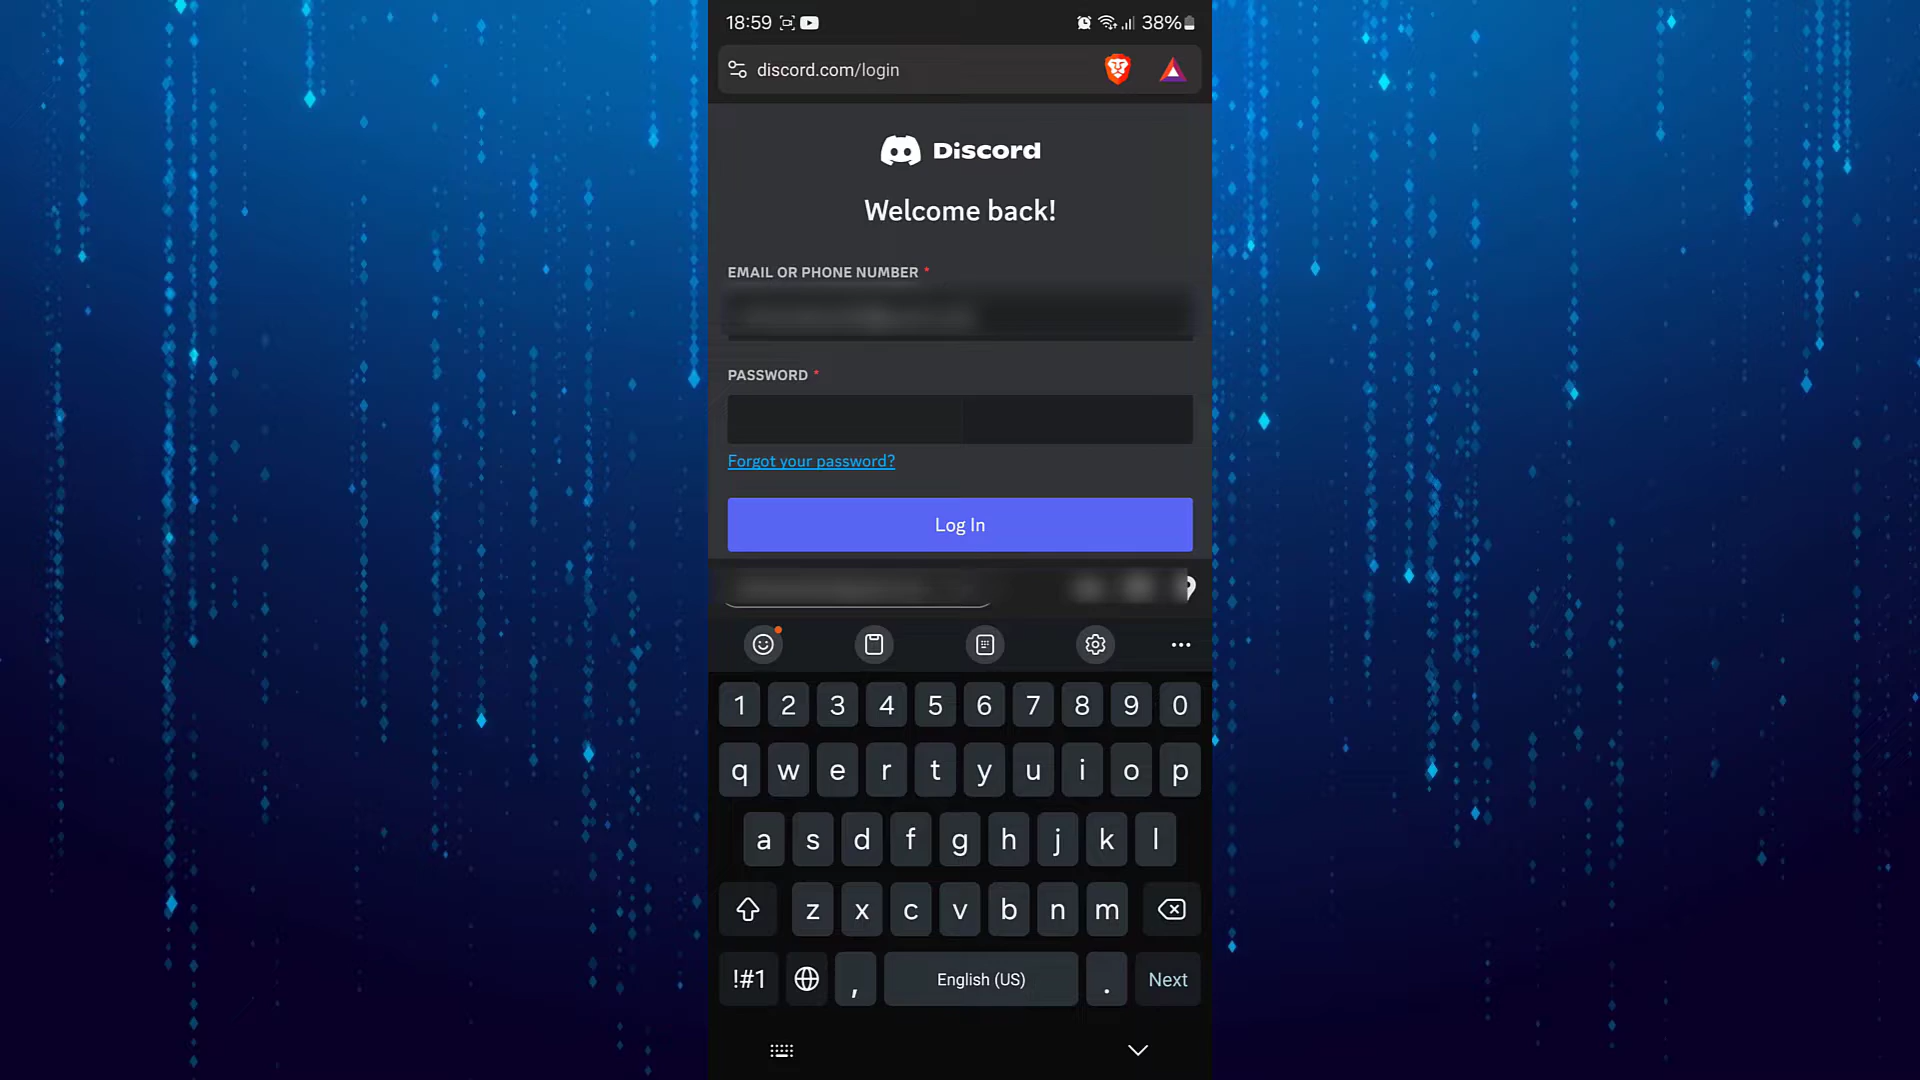 18:59 38%
discord.com/login
Discord
Welcome back!
EMAIL OR PHONE NUMBER *
PASSWORD *
Forgot your password?
Log In
1 2 3 4 5 6 7 8 9 0
q w e r t y u i o p
a s d f g h j k l
z x c v b n m
!#1 , English (US) . Next